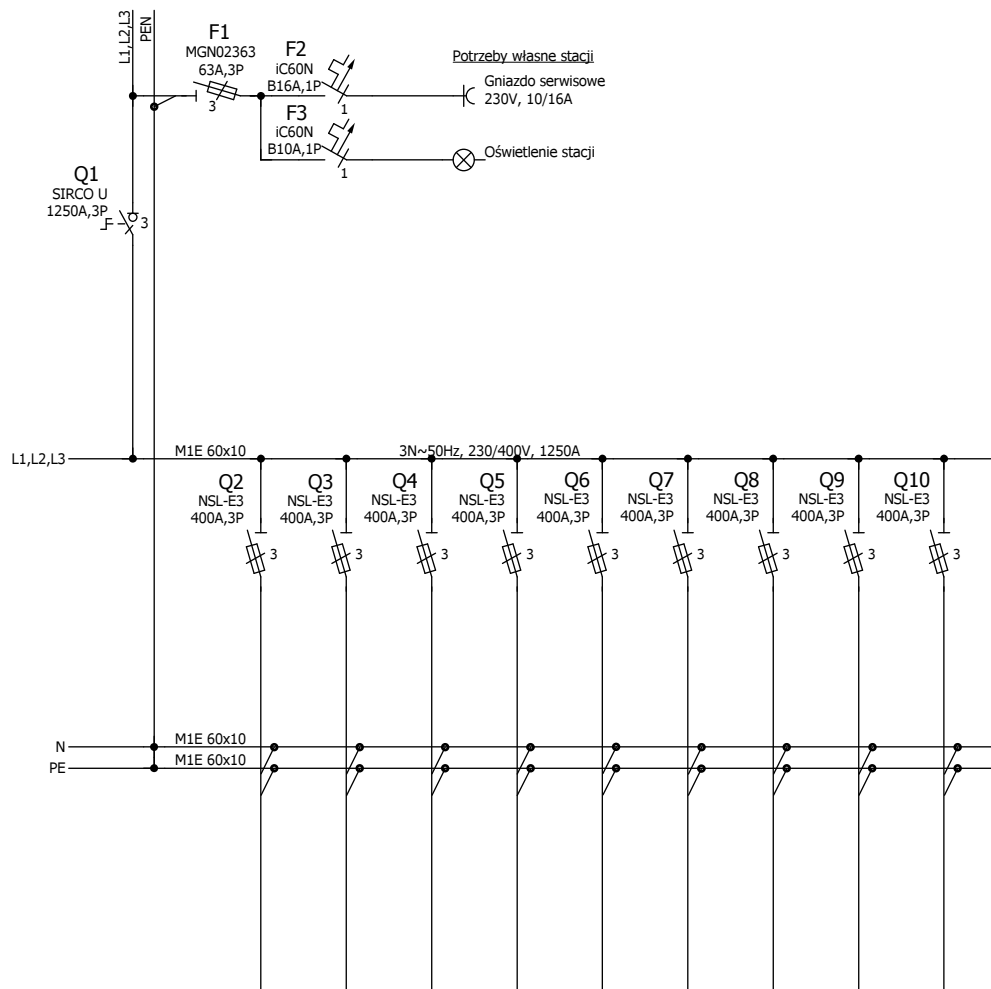 L1,L2,L3
PEN
F1
MGN02363
63A,3P
3
F2
iC60N
B16A,1P
1
Potrzeby własne stacji
Gniazdo serwisowe
230V, 10/16A
F3
iC60N
B10A,1P
1
Oświetlenie stacji
Q1
SIRCO U
1250A,3P
3
L1,L2,L3
M1E 60x10
3N~50Hz, 230/400V, 1250A
Q2
NSL-E3
400A,3P
3
Q3
NSL-E3
400A,3P
3
Q4
NSL-E3
400A,3P
3
Q5
NSL-E3
400A,3P
3
Q6
NSL-E3
400A,3P
3
Q7
NSL-E3
400A,3P
3
Q8
NSL-E3
400A,3P
3
Q9
NSL-E3
400A,3P
3
Q10
NSL-E3
400A,3P
3
N
M1E 60x10
PE
M1E 60x10